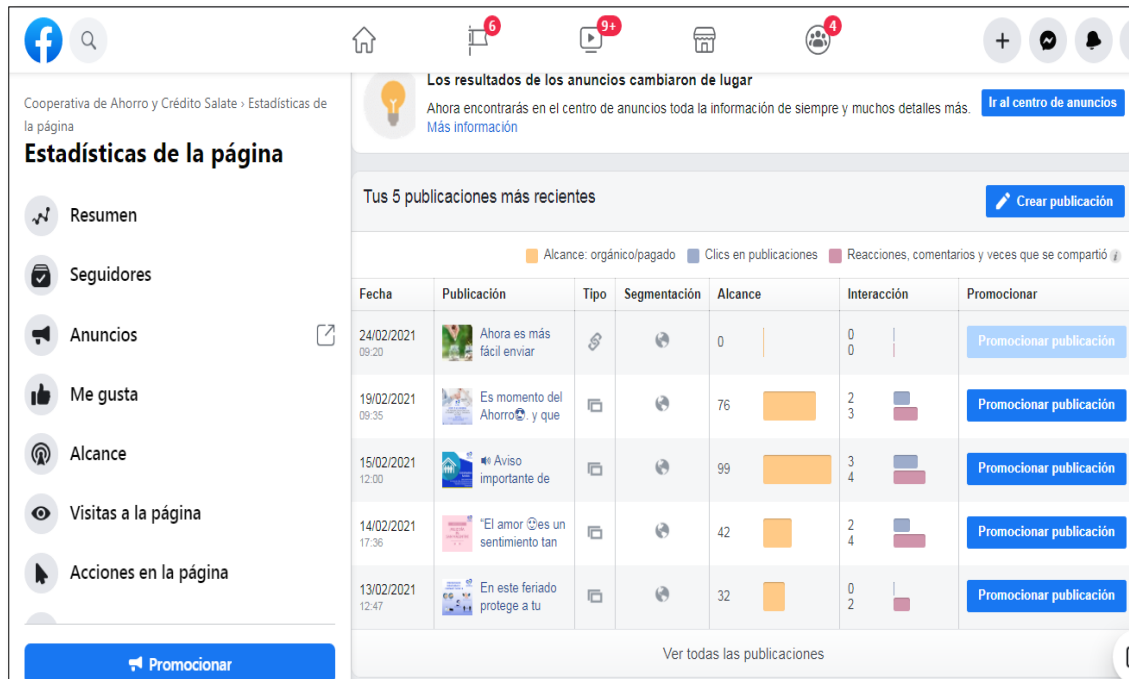 6
9+
4
Cooperativa de Ahorro y Crédito Salate › Estadísticas de
la página
Estadísticas de la página
Resumen
Seguidores
Anuncios
Me gusta
Alcance
Visitas a la página
Acciones en la página
Promocionar
Los resultados de los anuncios cambiaron de lugar
Ahora encontrarás en el centro de anuncios toda la información de siempre y muchos detalles más.
Más información
Ir al centro de anuncios
Tus 5 publicaciones más recientes
Crear publicación
Alcance: orgánico/pagado Clics en publicaciones Reacciones, comentarios y veces que se compartió i
Fecha Publicación Tipo Segmentación Alcance Interacción Promocionar
24/02/2021
09:20
Ahora es más
fácil enviar
0
0
0
Promocionar publicación
19/02/2021
09:35
Es momento del
Ahorro. y que
76
2
3
Promocionar publicación
15/02/2021
12:00
Aviso
importante de
99
3
4
Promocionar publicación
14/02/2021
17:36
"El amor es un
sentimiento tan
42
2
4
Promocionar publicación
13/02/2021
12:47
En este feriado
protege a tu
32
0
2
Promocionar publicación
Ver todas las publicaciones